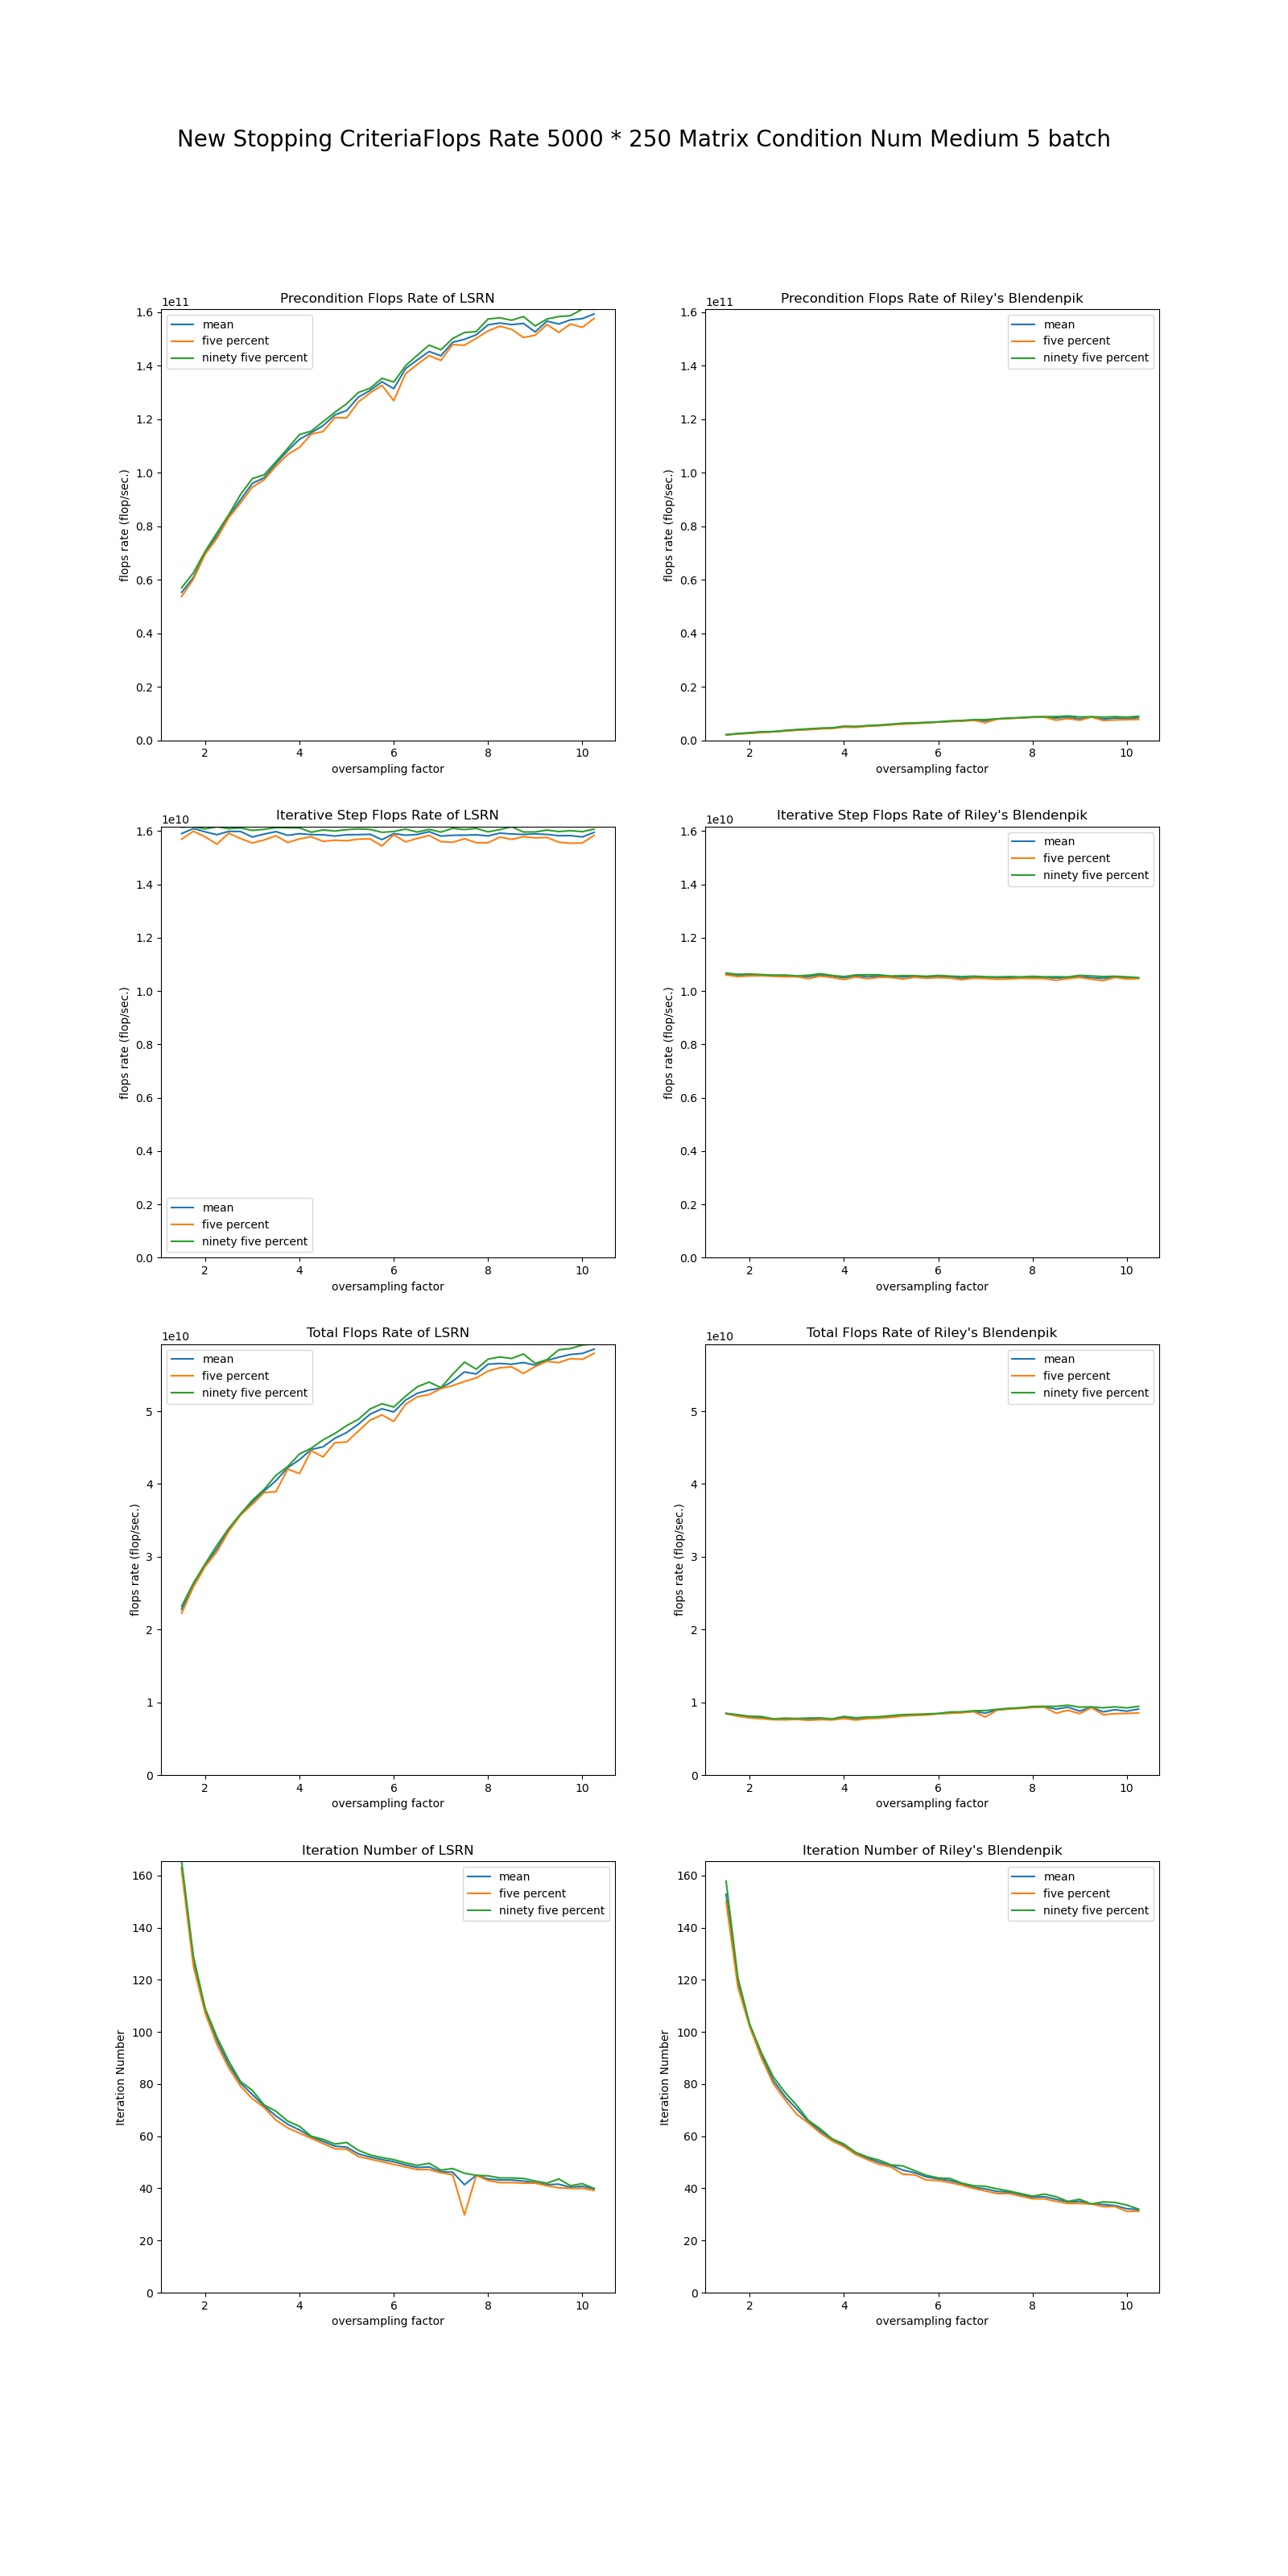 New Stopping CriteriaFlops Rate 5000 * 250 Matrix Condition Num Medium 5 batch
Precondition Flops Rate of LSRN
1e11
mean
five percent
ninety five percent
1.6
1.4
1.2
1.0
0.8
0.6
0.4
0.2
0.0
flops rate (flop/sec.)
2 4 6 8 10
oversampling factor
Precondition Flops Rate of Riley's Blendenpik
1e11
mean
five percent
ninety five percent
1.6
1.4
1.2
1.0
0.8
0.6
0.4
0.2
0.0
flops rate (flop/sec.)
2 4 6 8 10
oversampling factor
Iterative Step Flops Rate of LSRN
1e10
1.6
1.4
1.2
1.0
0.8
0.6
0.4
0.2
0.0
flops rate (flop/sec.)
mean
five percent
ninety five percent
2 4 6 8 10
oversampling factor
Iterative Step Flops Rate of Riley's Blendenpik
1e10
mean
five percent
ninety five percent
1.6
1.4
1.2
1.0
0.8
0.6
0.4
0.2
0.0
flops rate (flop/sec.)
2 4 6 8 10
oversampling factor
Total Flops Rate of LSRN
1e10
mean
five percent
ninety five percent
5
4
3
2
1
0
flops rate (flop/sec.)
2 4 6 8 10
oversampling factor
Total Flops Rate of Riley's Blendenpik
1e10
mean
five percent
ninety five percent
5
4
3
2
1
0
flops rate (flop/sec.)
2 4 6 8 10
oversampling factor
Iteration Number of LSRN
mean
five percent
ninety five percent
160
140
120
100
80
60
40
20
0
Iteration Number
2 4 6 8 10
oversampling factor
Iteration Number of Riley's Blendenpik
mean
five percent
ninety five percent
160
140
120
100
80
60
40
20
0
Iteration Number
2 4 6 8 10
oversampling factor